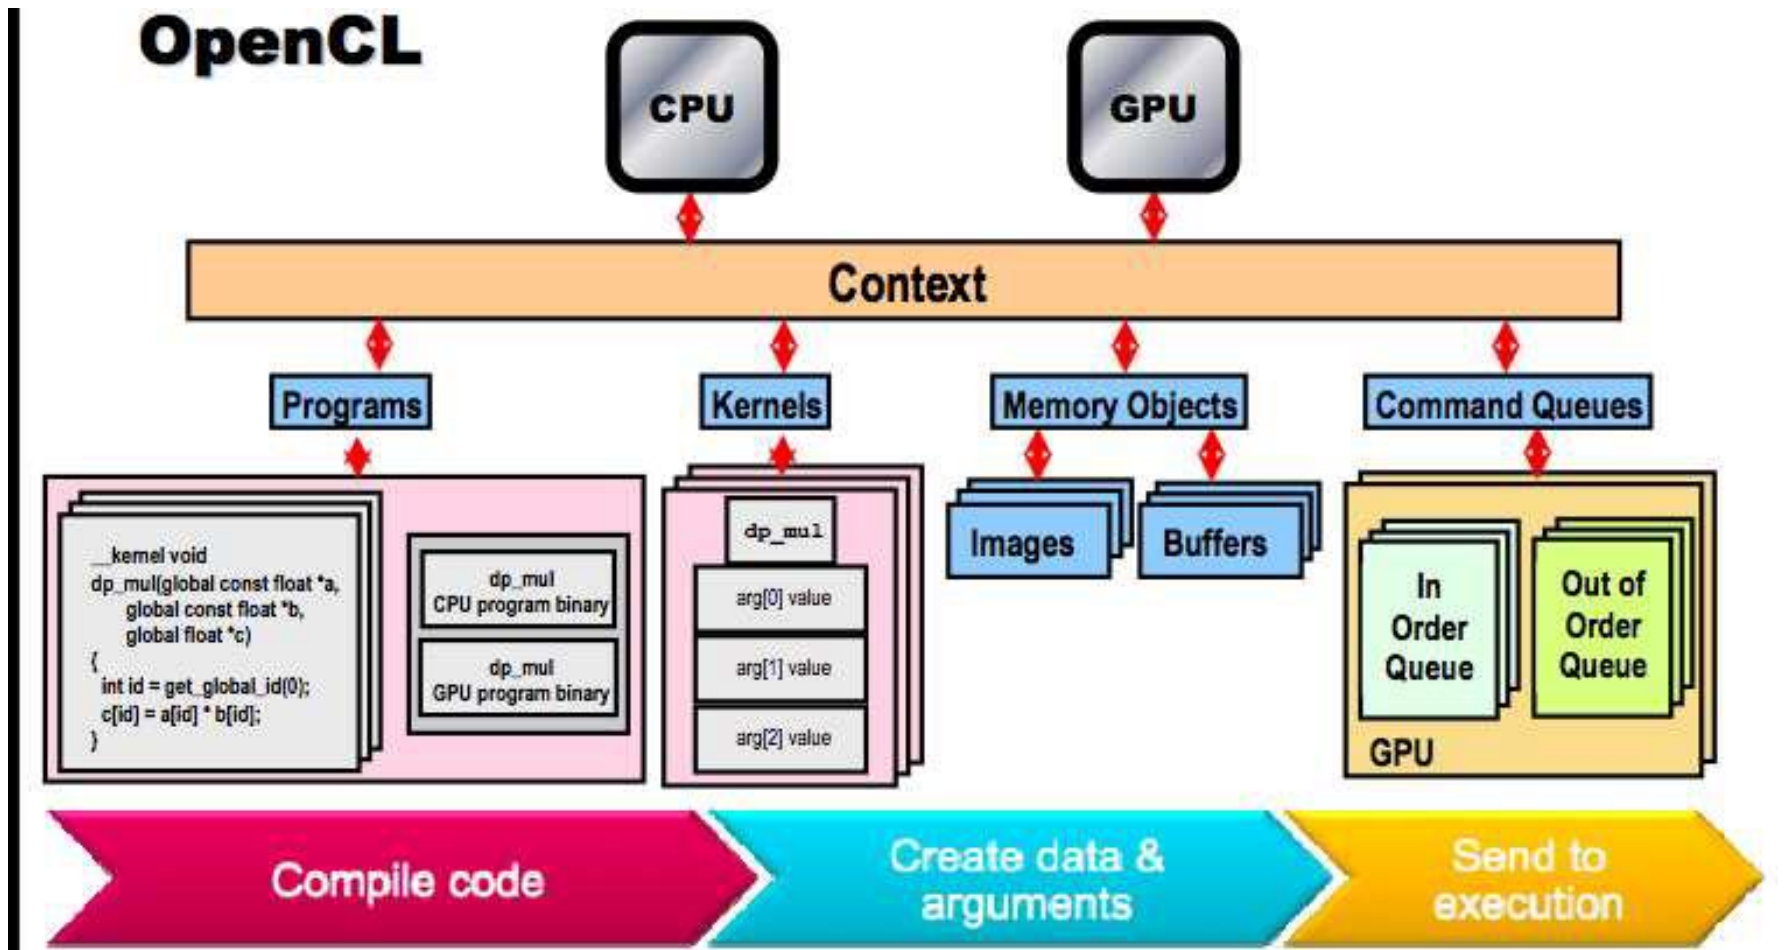 OpenCL
CPU
GPU
Context
Programs
Kernels
Memory Objects
Command Queues
__kernel void
dp_mul(global const float *a,
global const float *b,
global float *c)
{
int id = get_global_id(0);
c[id] = a[id] * b[id];
}
dp_mul
CPU program binary
dp_mul
GPU program binary
dp_mul
arg[0] value
arg[1] value
arg[2] value
Images
Buffers
In
Order
Queue
Out of
Order
Queue
GPU
Compile code
Create data &
arguments
Send to
execution